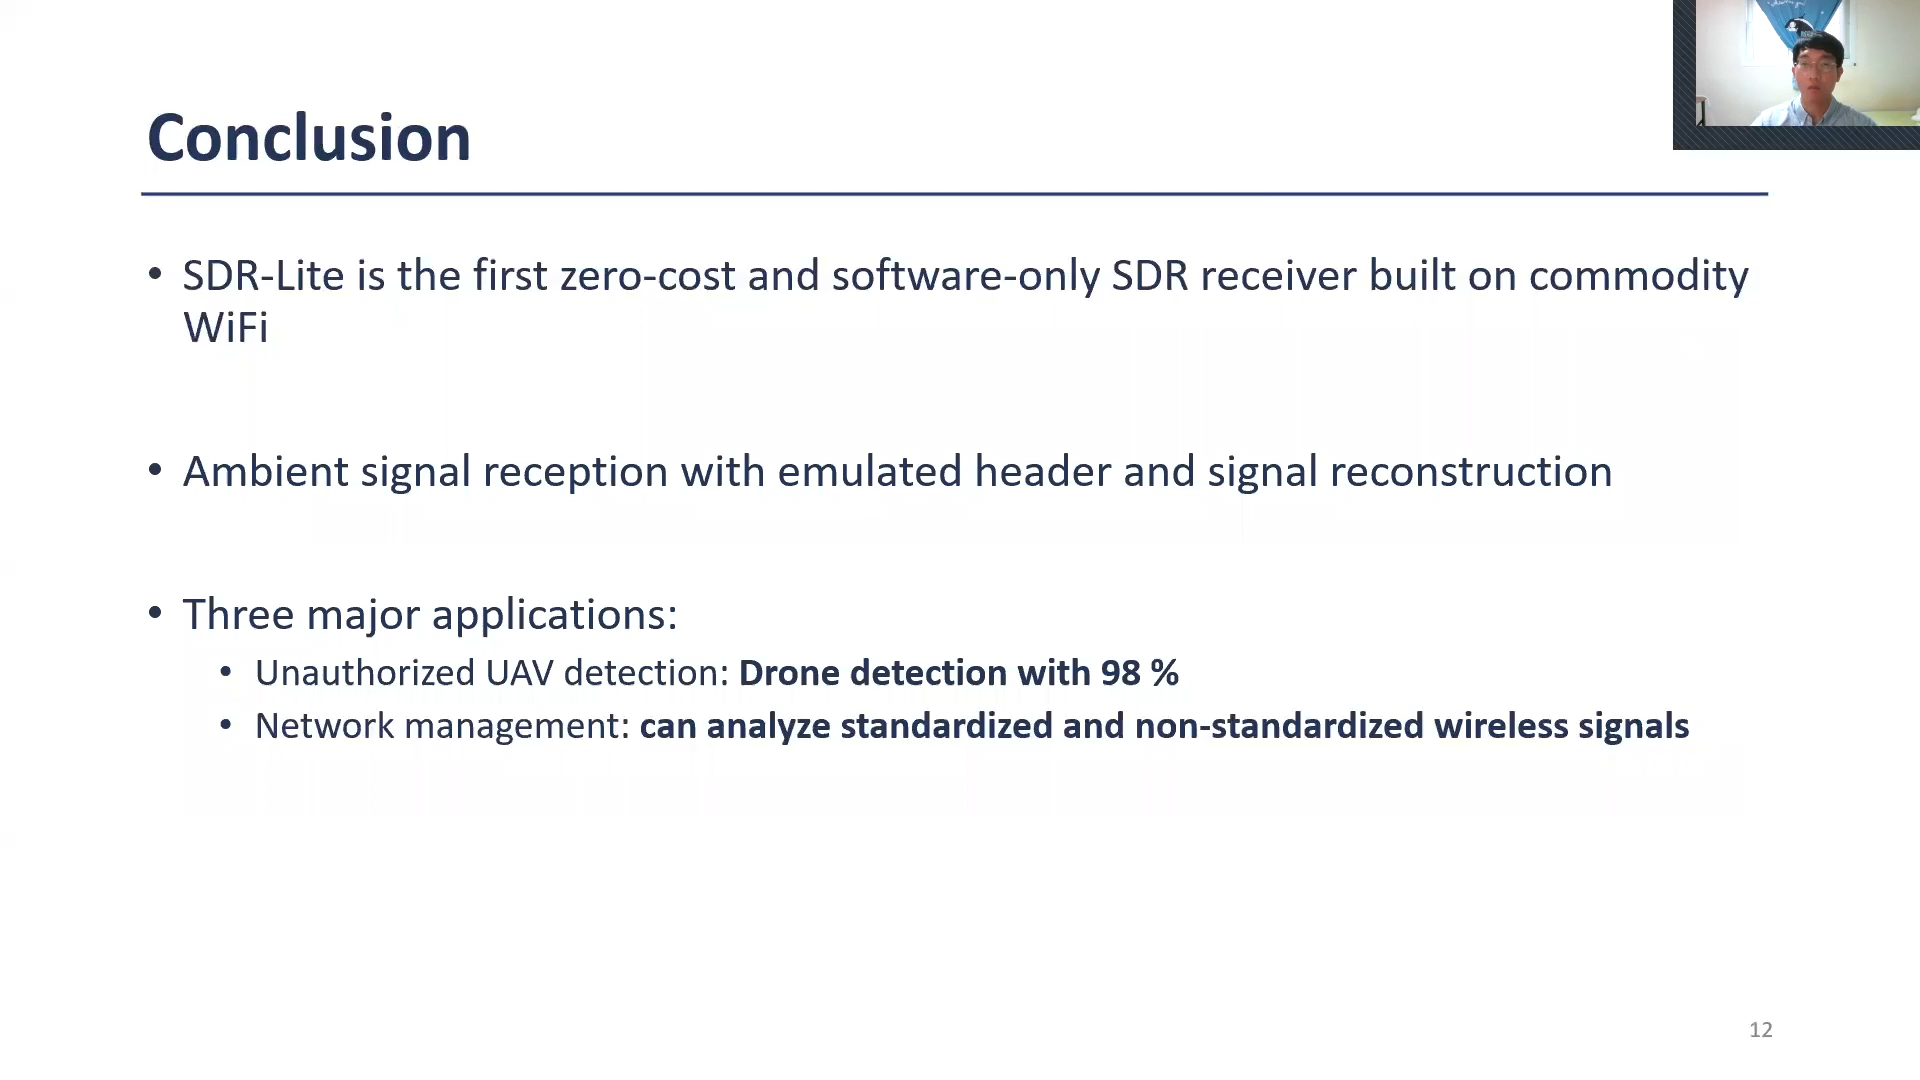 Conclusion
• SDR-Lite is the first zero-cost and software-only SDR receiver built on commodity
WiFi
• Ambient signal reception with emulated header and signal reconstruction
• Three major applications:
• Unauthorized UAV detection: Drone detection with 98 %
• Network management: can analyze standardized and non-standardized wireless signals
12